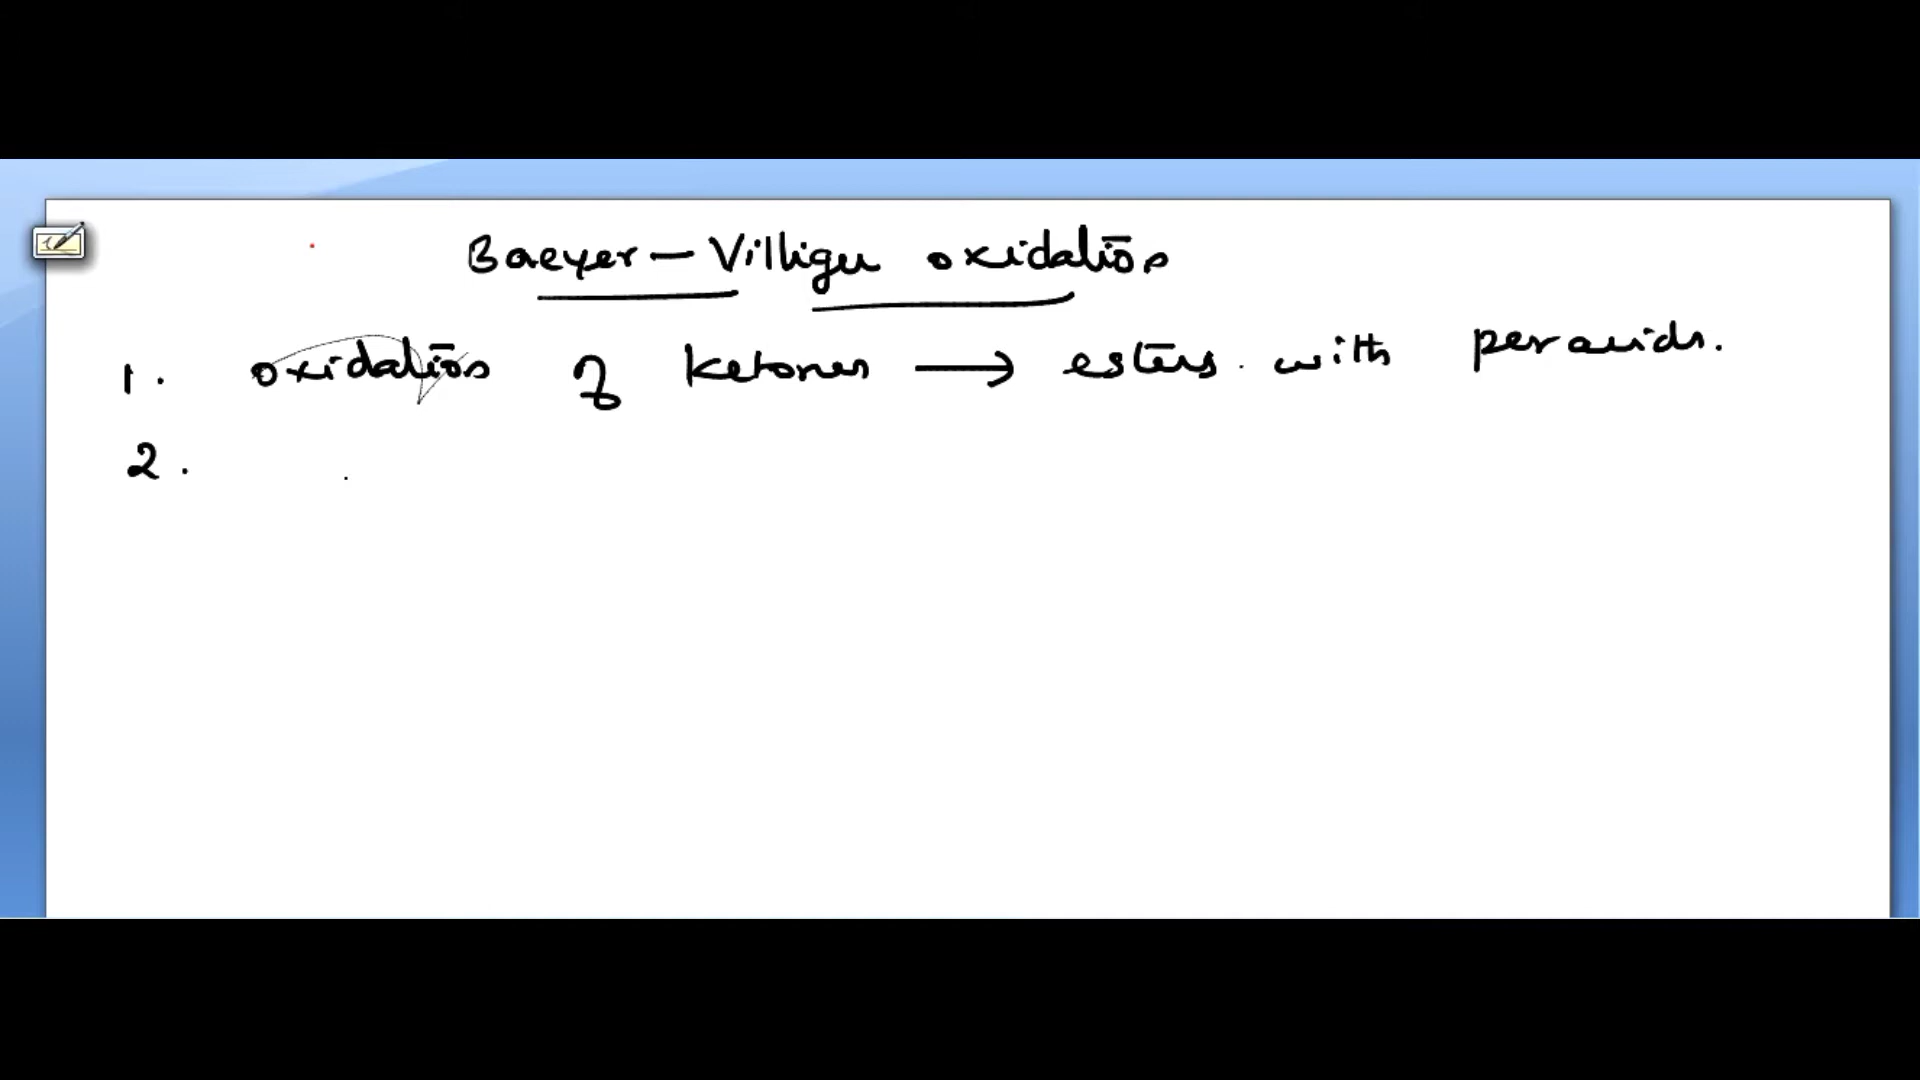 Baeyer - Villiger oxidation
1. oxidation of ketones → esters with peracids.
2.